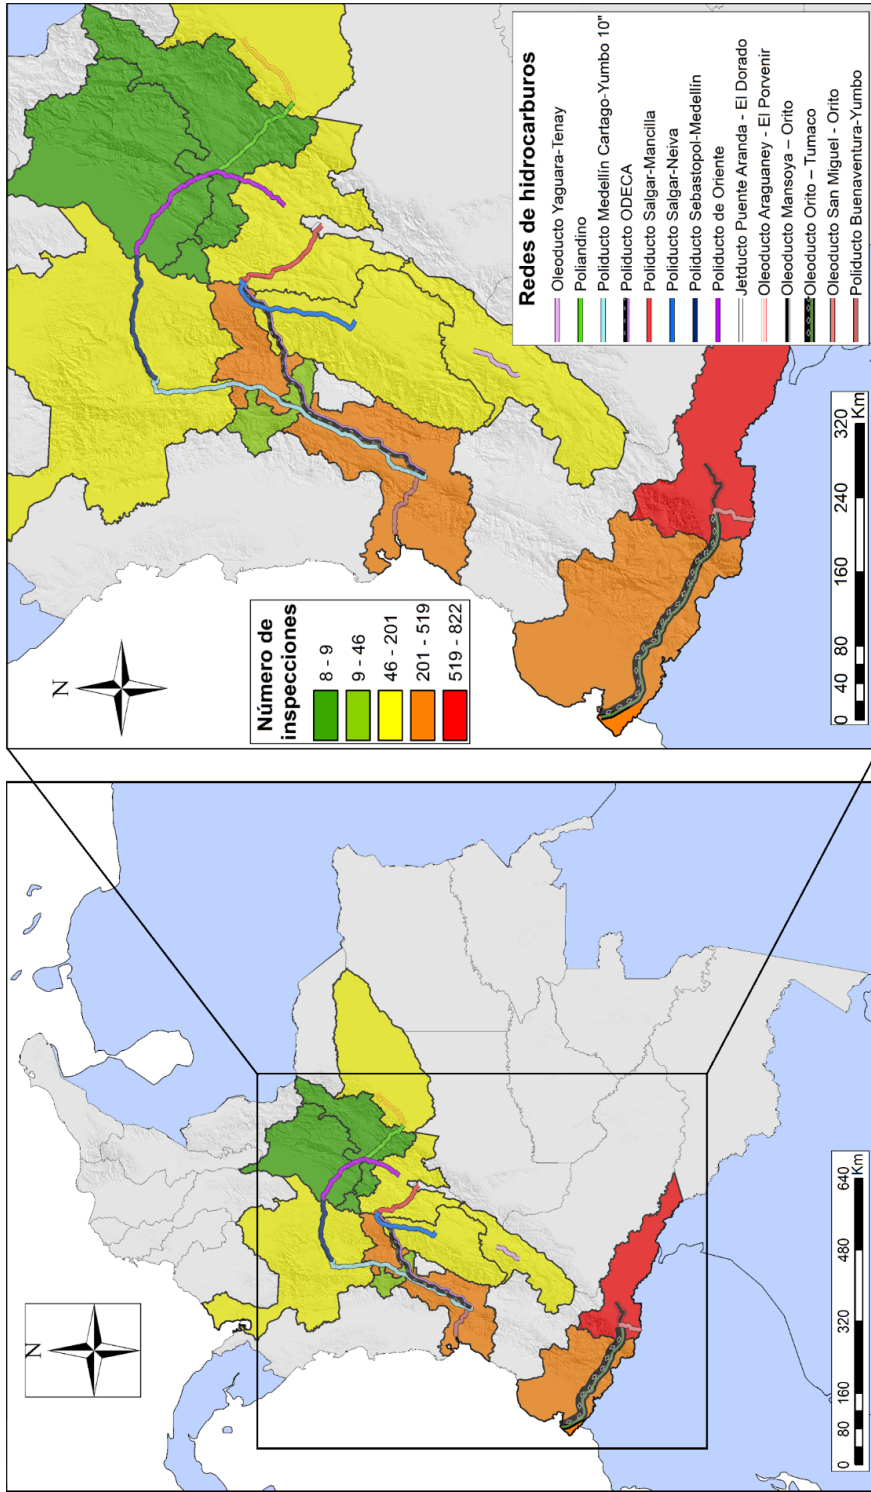 N
0 80 160 320 480 640
Km
N
Número de
inspecciones
8 - 9
9 - 46
46 - 201
201 - 519
519 - 822
0 40 80 160 240 320
Km
Redes de hidrocarburos
Oleoducto Yaguara-Tenay
Poliandino
Poliducto Medellín Cartago-Yumbo 10"
Poliducto ODECA
Poliducto Salgar-Mancilla
Poliducto Salgar-Neiva
Poliducto Sebastopol-Medellín
Poliducto de Oriente
Jetducto Puente Aranda - El Dorado
Oleoducto Araguaney - El Porvenir
Oleoducto Mansoya – Orito
Oleoducto Orito – Tumaco
Oleoducto San Miguel - Orito
Poliducto Buenaventura-Yumbo